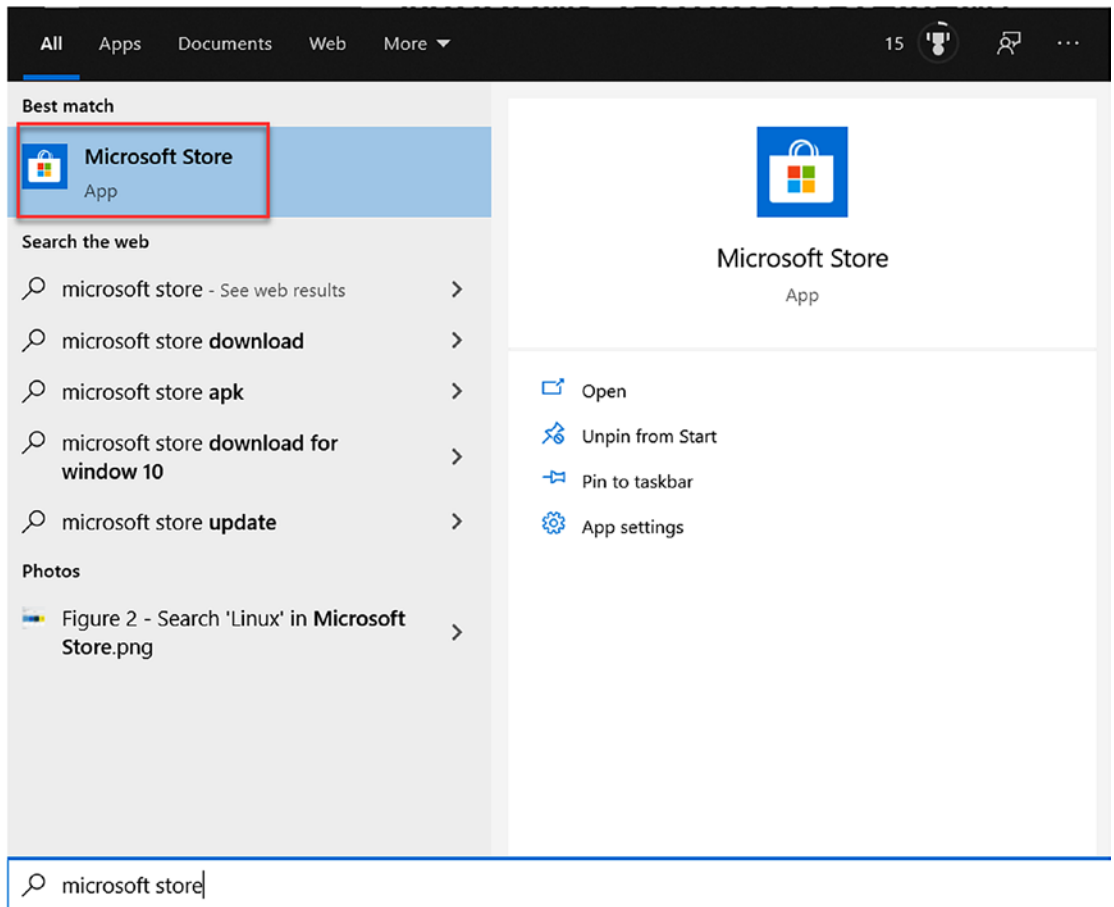 All Apps Documents Web More 15
Best match
Microsoft Store
App
Search the web
microsoft store - See web results
microsoft store download
microsoft store apk
microsoft store download for
window 10
microsoft store update
Photos
Figure 2 - Search 'Linux' in Microsoft
Store.png
Microsoft Store
App
Open
Unpin from Start
Pin to taskbar
App settings
microsoft store